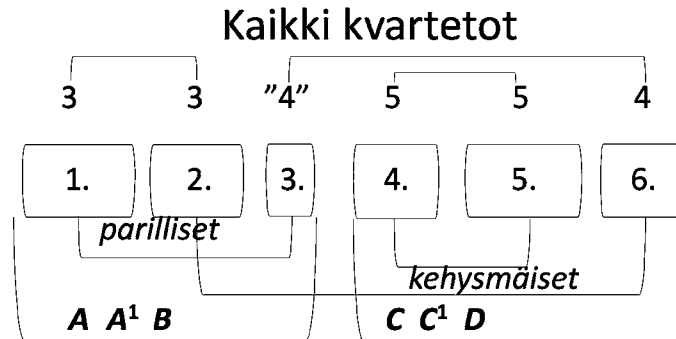 Kaikki kvartetot
3 3 ”4” 5 5 4
1. 2. 3. 4. 5. 6.
parilliset
kehysmäiset
A A¹ B C C¹ D